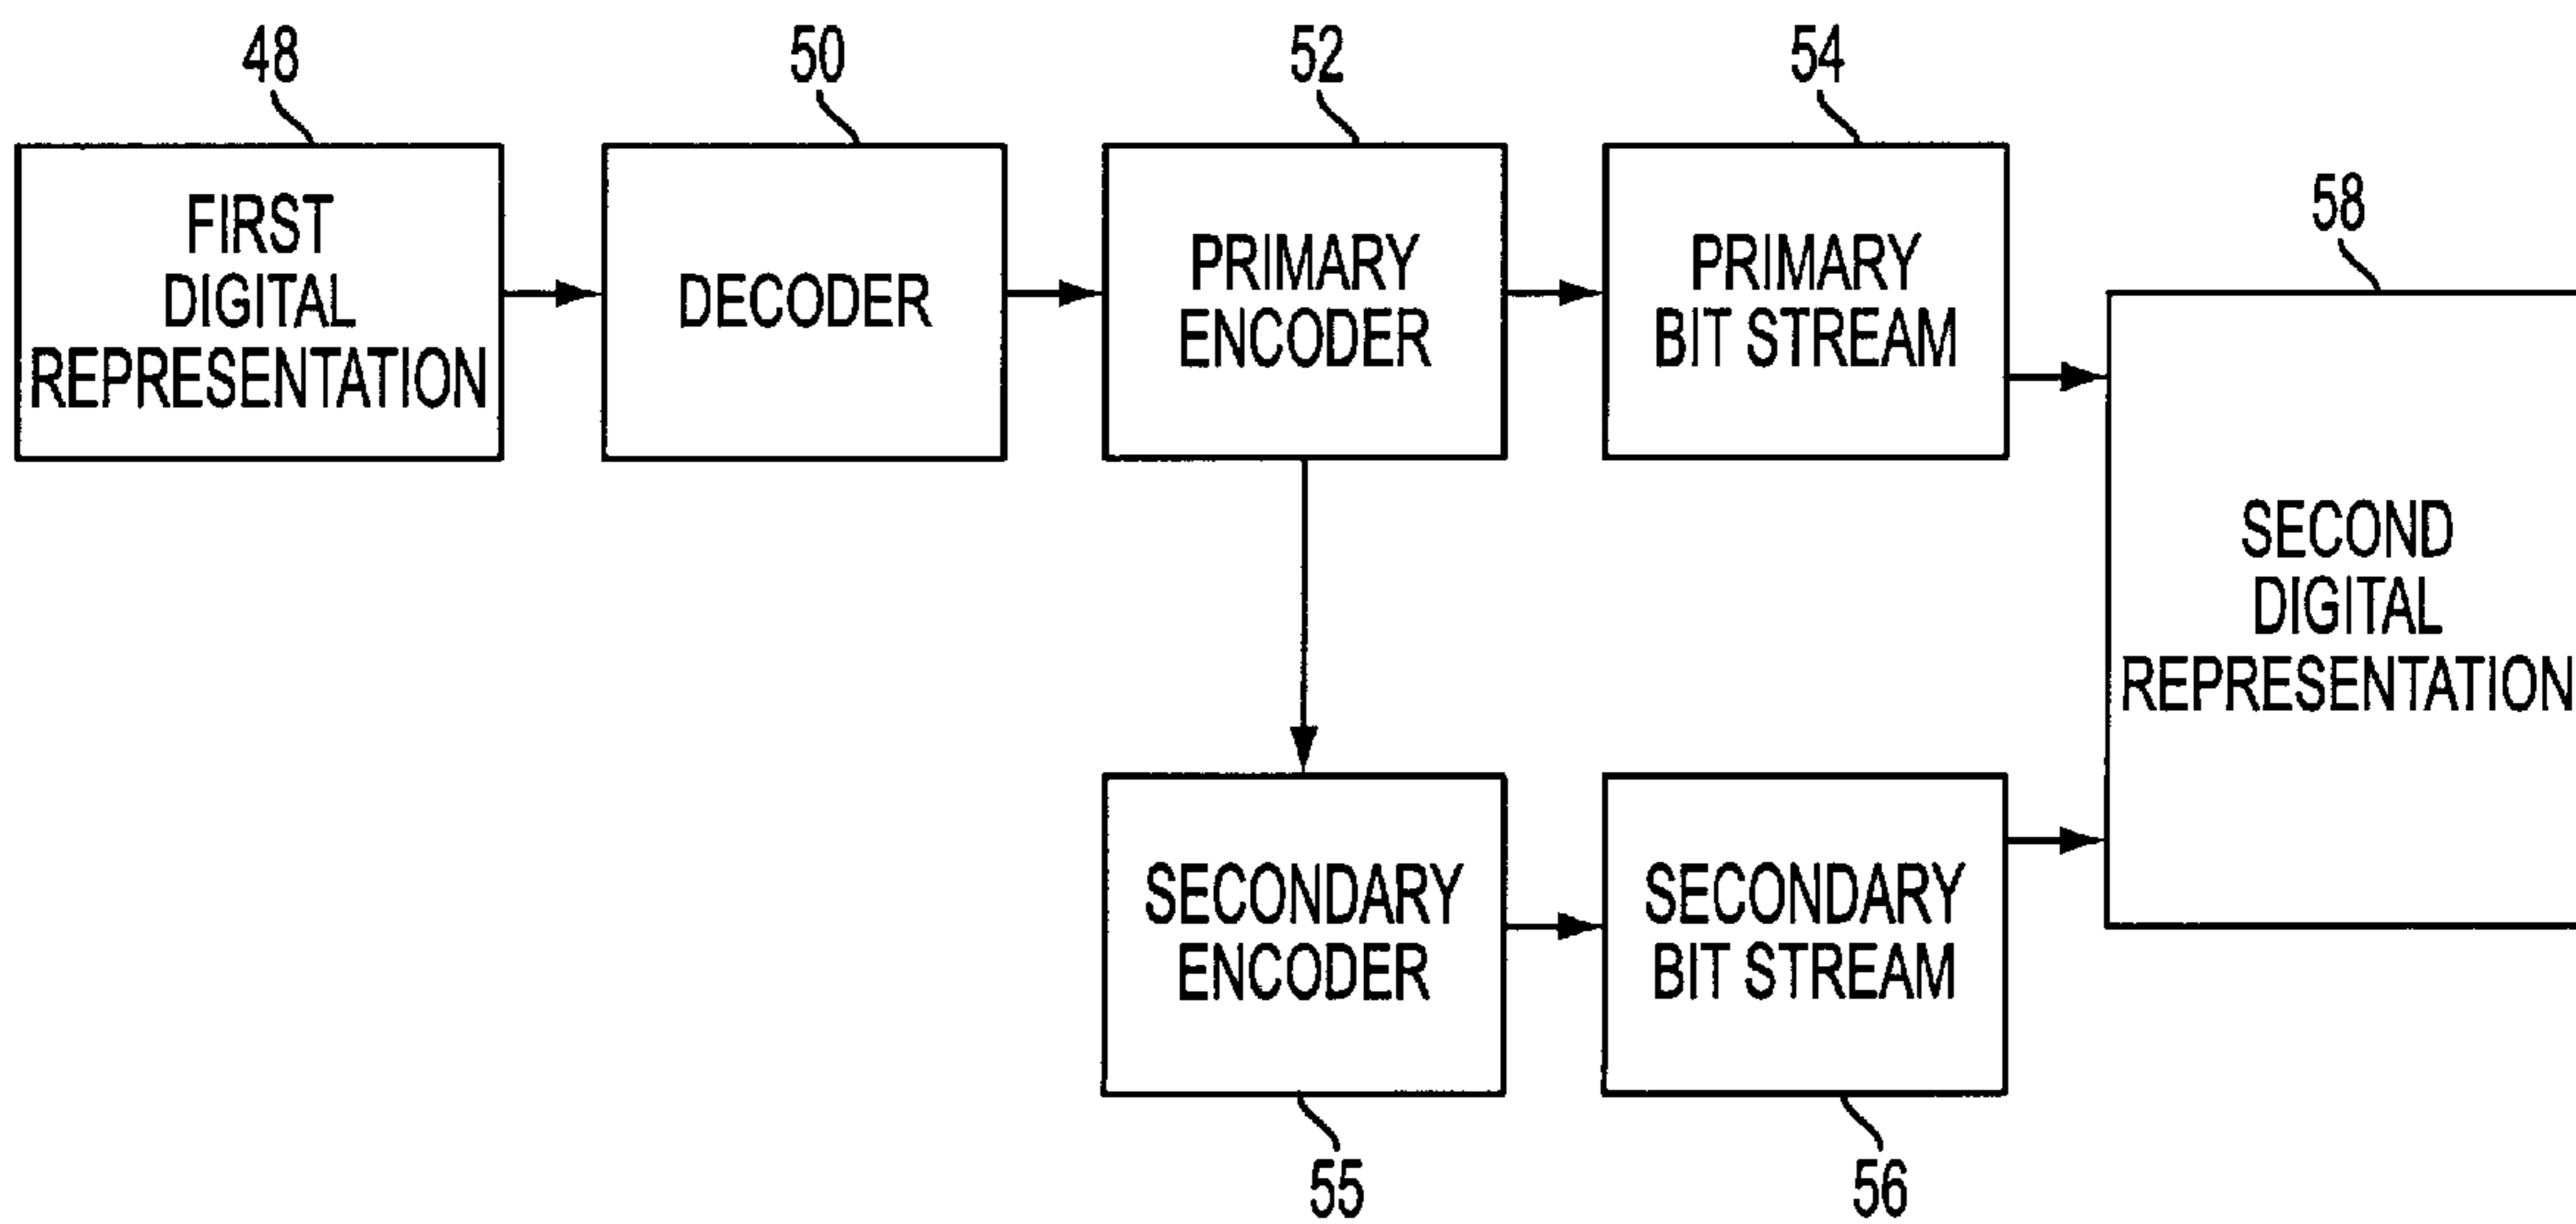 48
50
52
54
58
FIRST
DIGITAL
REPRESENTATION
DECODER
PRIMARY
ENCODER
PRIMARY
BIT STREAM
SECOND
DIGITAL
REPRESENTATION
SECONDARY
ENCODER
SECONDARY
BIT STREAM
55
56